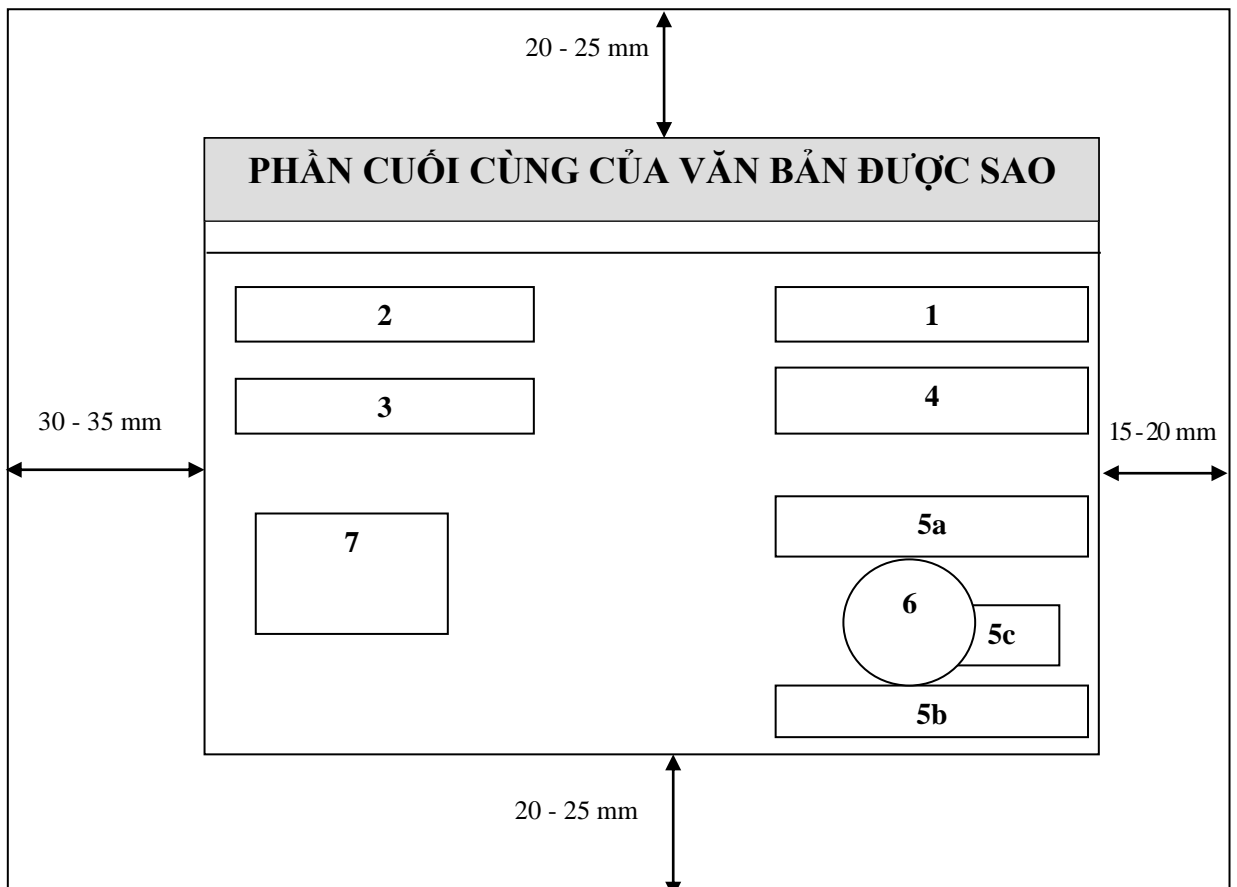 20 - 25 mm
PHẦN CUỐI CÙNG CỦA VĂN BẢN ĐƯỢC SAO
2
1
3
4
30 - 35 mm
15-20 mm
5a
7
6
5c
5b
20 - 25 mm